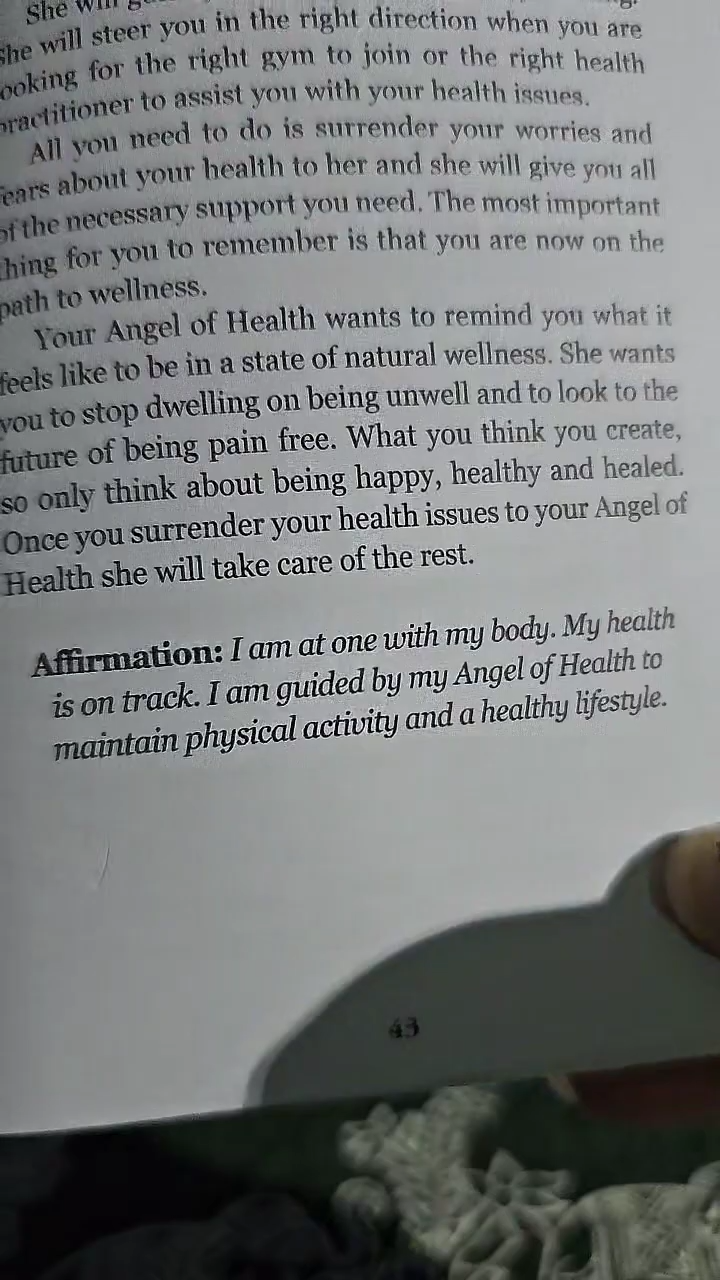 She will
She will steer you in the right direction when you are
ooking for the right gym to join or the right health
practitioner to assist you with your health issues.
All you need to do is surrender your worries and
ears about your health to her and she will give you all
of the necessary support you need. The most important
thing for you to remember is that you are now on the
path to wellness.
Your Angel of Health wants to remind you what it
feels like to be in a state of natural wellness. She wants
you to stop dwelling on being unwell and to look to the
future of being pain free. What you think you create,
so only think about being happy, healthy and healed.
Once you surrender your health issues to your Angel of
Health she will take care of the rest.
Affirmation: I am at one with my body. My health
is on track. I am guided by my Angel of Health to
maintain physical activity and a healthy lifestyle.
43